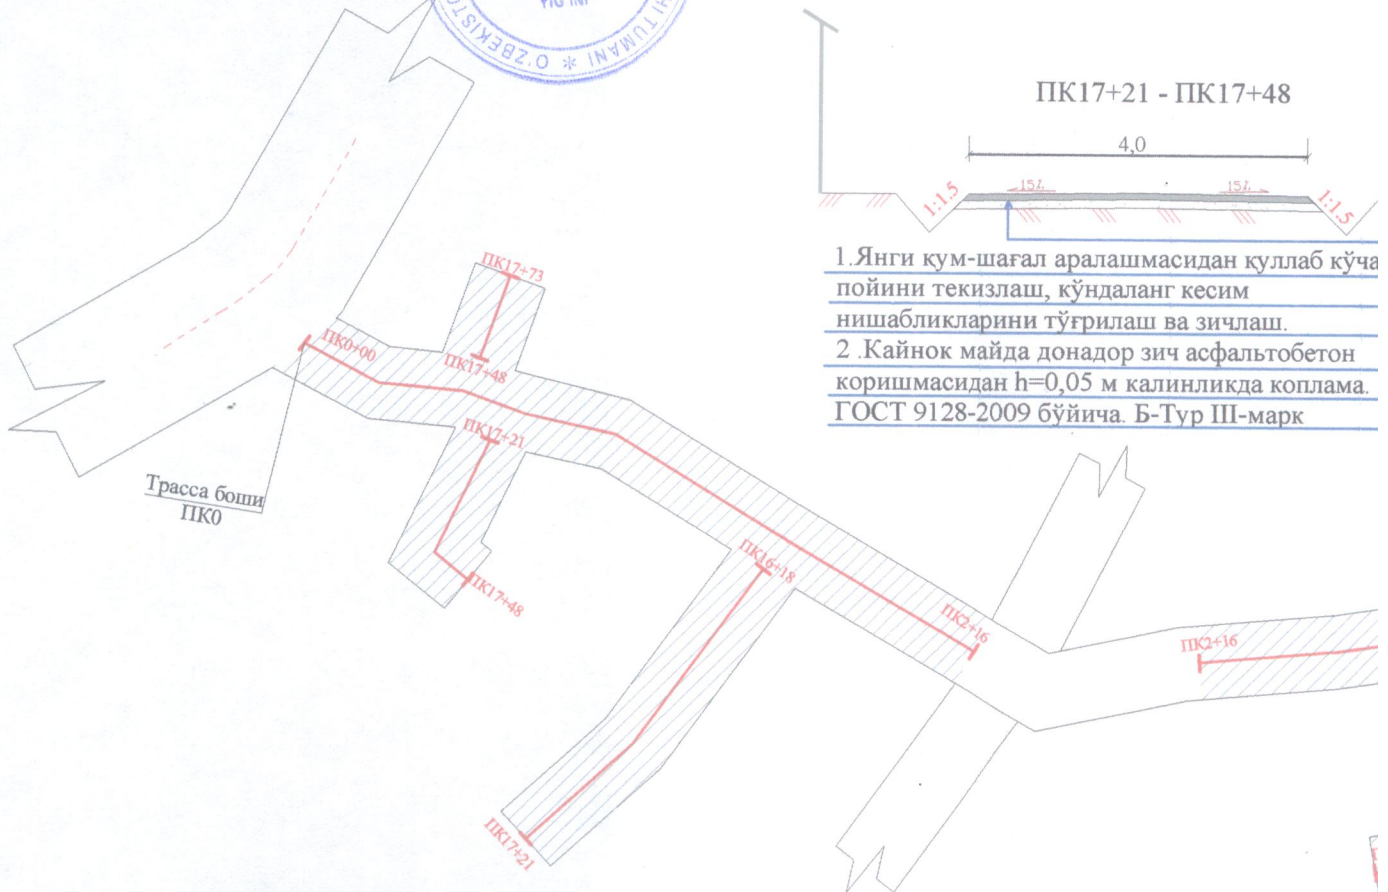 ПК17+21 - ПК17+48
4,0
15‰
15‰
1:1.5
1:1.5
1.Янги қум-шағал аралашмасидан қуллаб кўча
пойини текизлаш, кўндаланг кесим
нишабликларини тўғрилаш ва зичлаш.
2 .Кайнок майда донадор зич асфальтобетон
коришмасидан h=0,05 м калинликда коплама.
ГОСТ 9128-2009 бўйича. Б-Тур III-марк
ПК17+73
ПК0+00
ПК17+48
ПК17+21
Трасса боши
ПК0
ПК17+48
ПК16+18
ПК2+16
ПК2+16
ПК17+21
TUMANI * O'ZBEKISTO